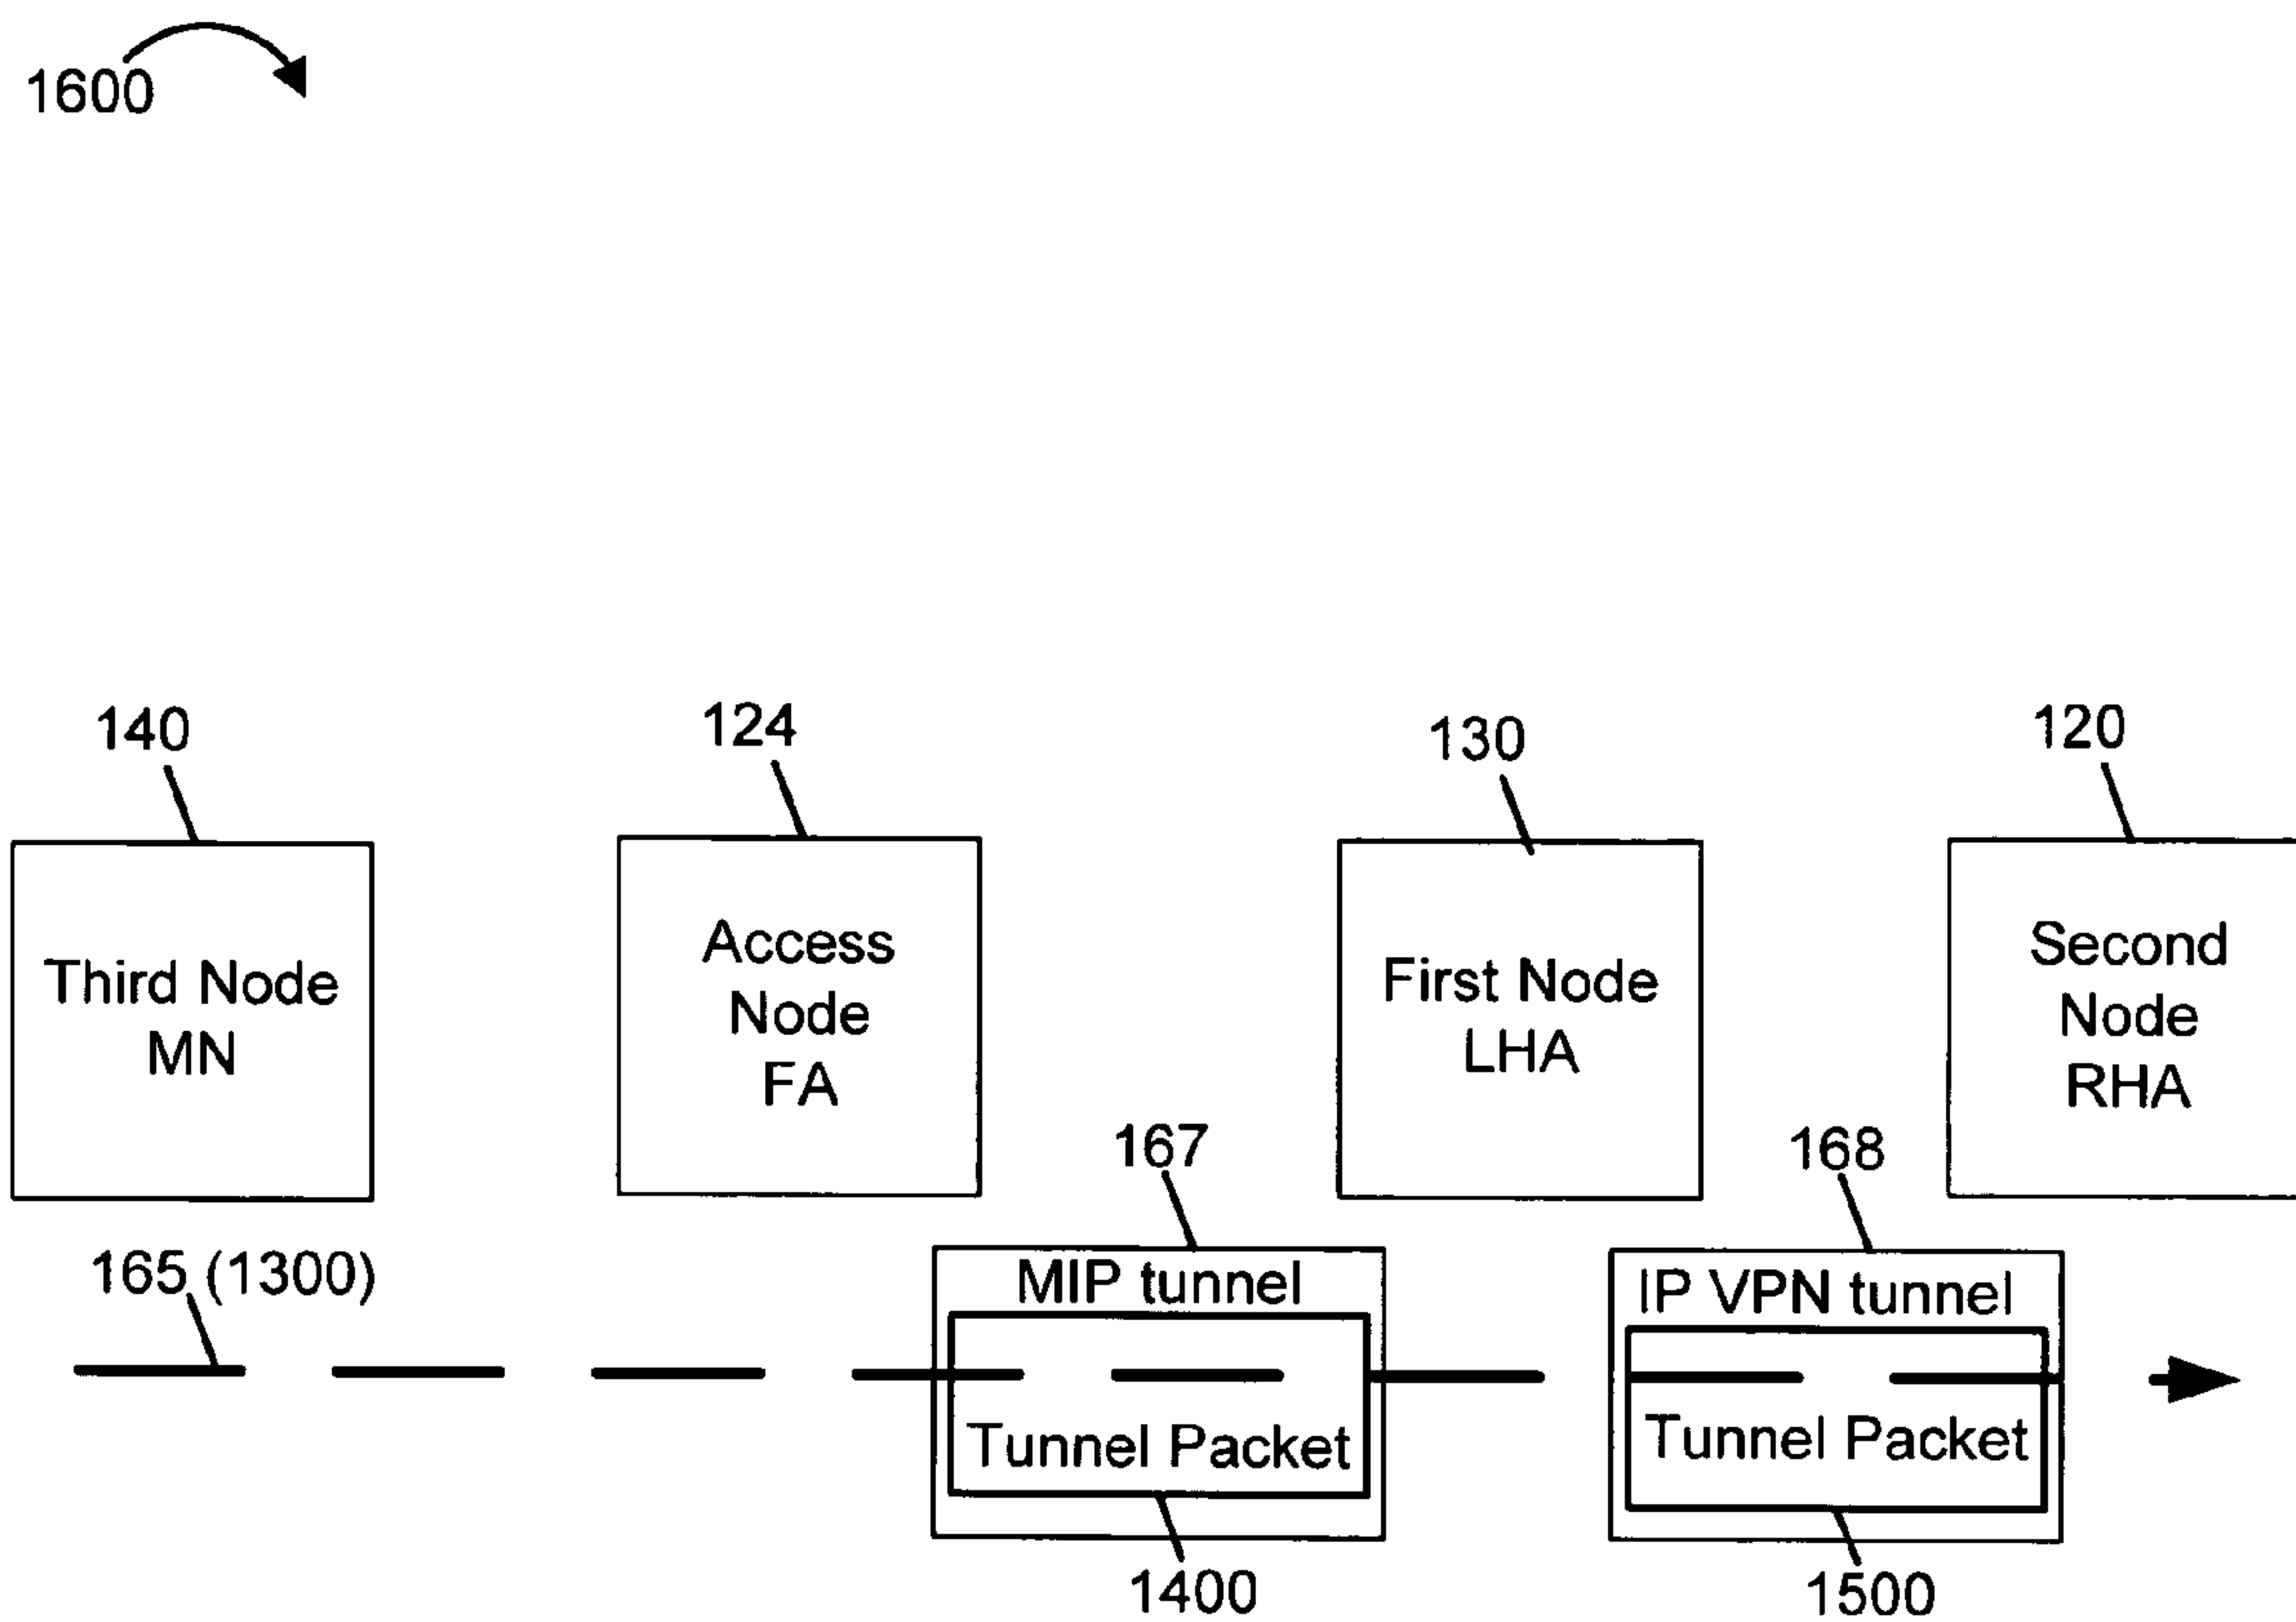 1600
140
124
130
120
Third Node
MN
Access
Node
FA
First Node
LHA
Second
Node
RHA
167
168
165 (1300)
MIP tunnel
IP VPN tunnel
Tunnel Packet
Tunnel Packet
1400
1500